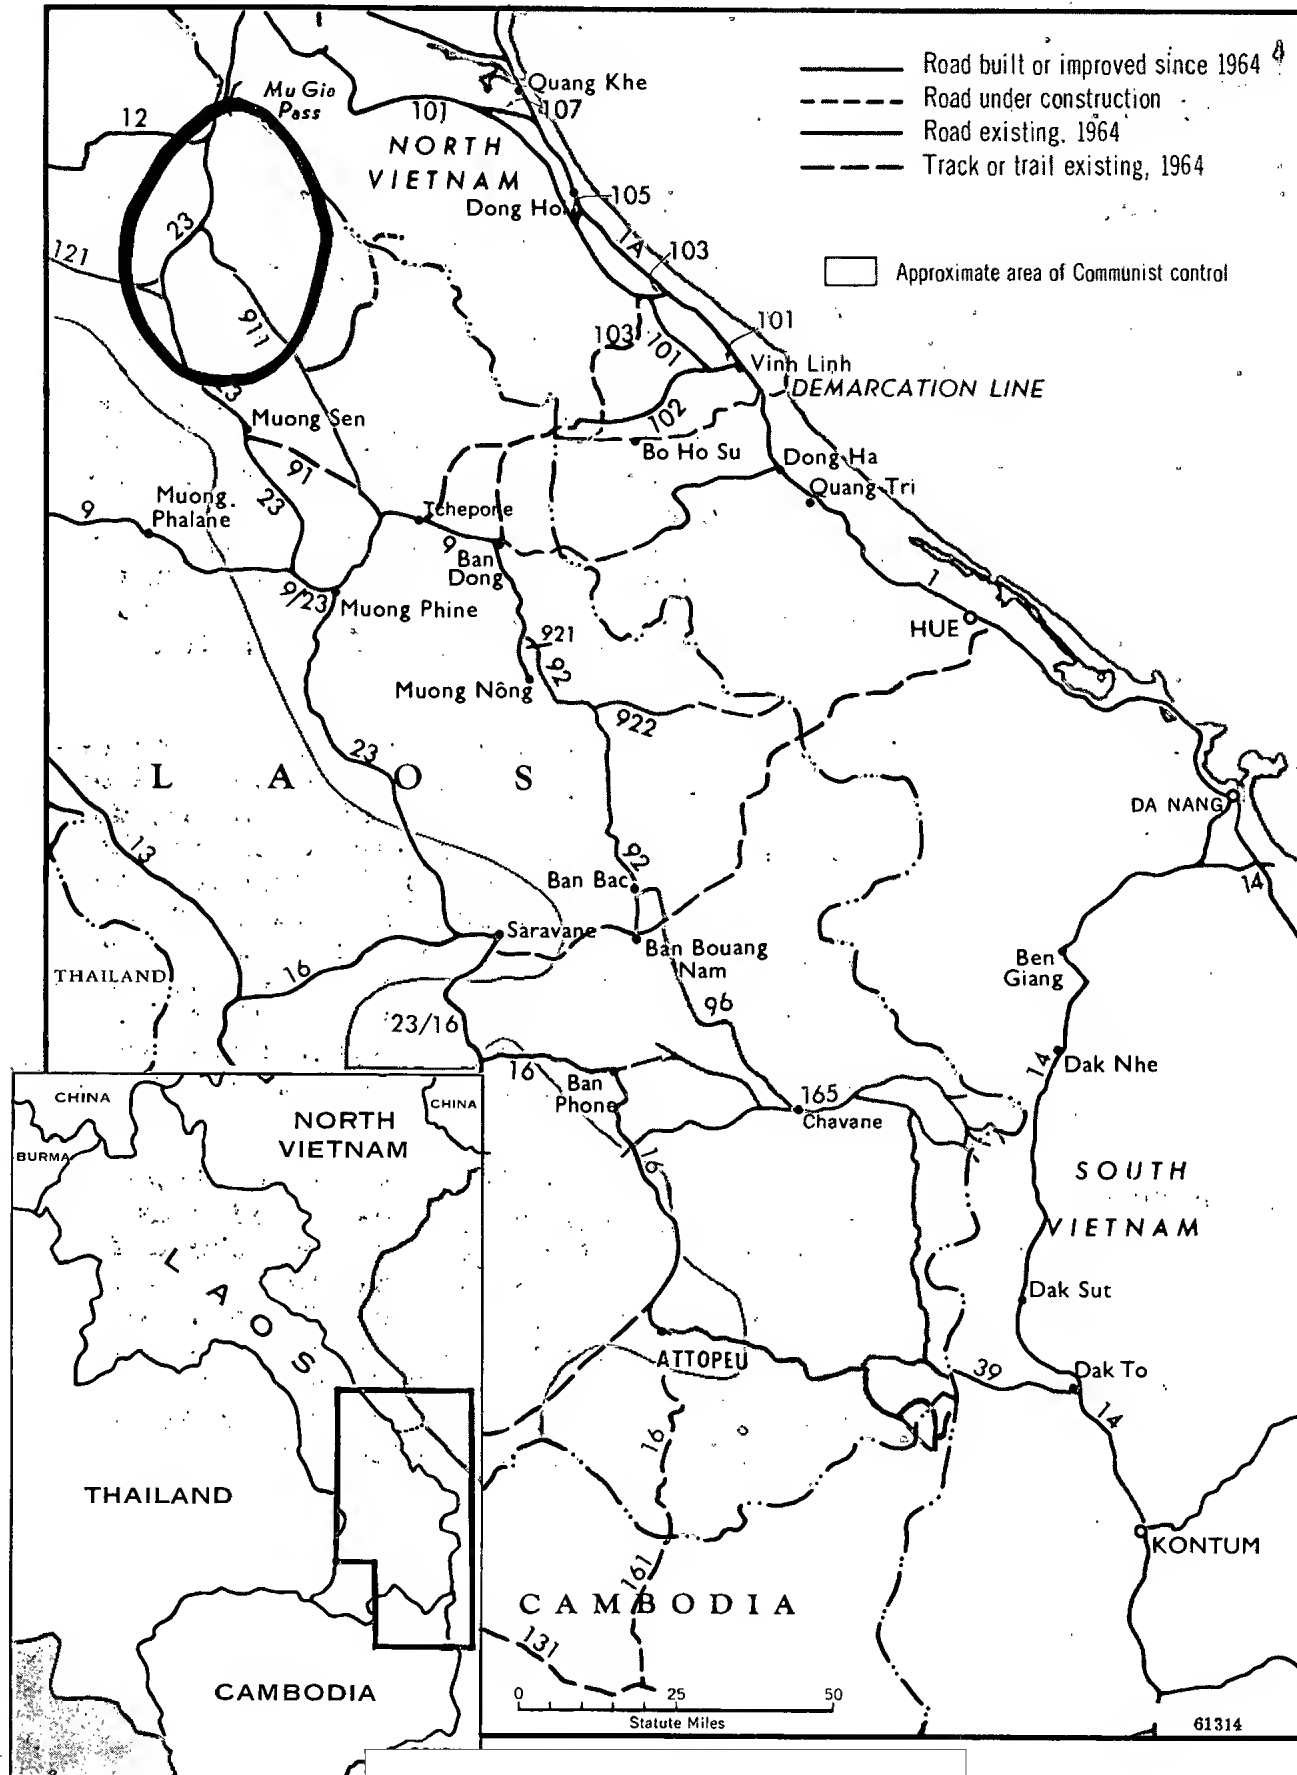 Road built or improved since 1964
Road under construction
Road existing, 1964
Track or trail existing, 1964
Approximate area of Communist control
Quang Khe
Mu Gia
Pass
107
101
12
NORTH
VIETNAM
105
Dong Hoi
1A
103
23
121
911
103
101
101
Vinh Linh
DEMARCATION LINE
23
102
Muong Sen
Bo Ho Su
Dong Ha
91
23
Quang Tri
Muong
Phalane
9
Tchepone
9
Ban
Dong
9/23
Muong Phine
1
HUE
921
92
Muong Nông
922
23
LAOS
DA NANG
13
92
Ban Bac
14
Saravane
Ban Bouang
Nam
Ben
Giang
THAILAND
16
96
23/16
14
Dak Nhe
16
Ban
Phone
165
Chavane
16
SOUTH
VIETNAM
Dak Sut
ATTOPEU
39
Dak To
14
16
KONTUM
161
CAMBODIA
131
0 25 50
Statute Miles
61314
CHINA
NORTH
VIETNAM
CHINA
BURMA
LAOS
THAILAND
CAMBODIA